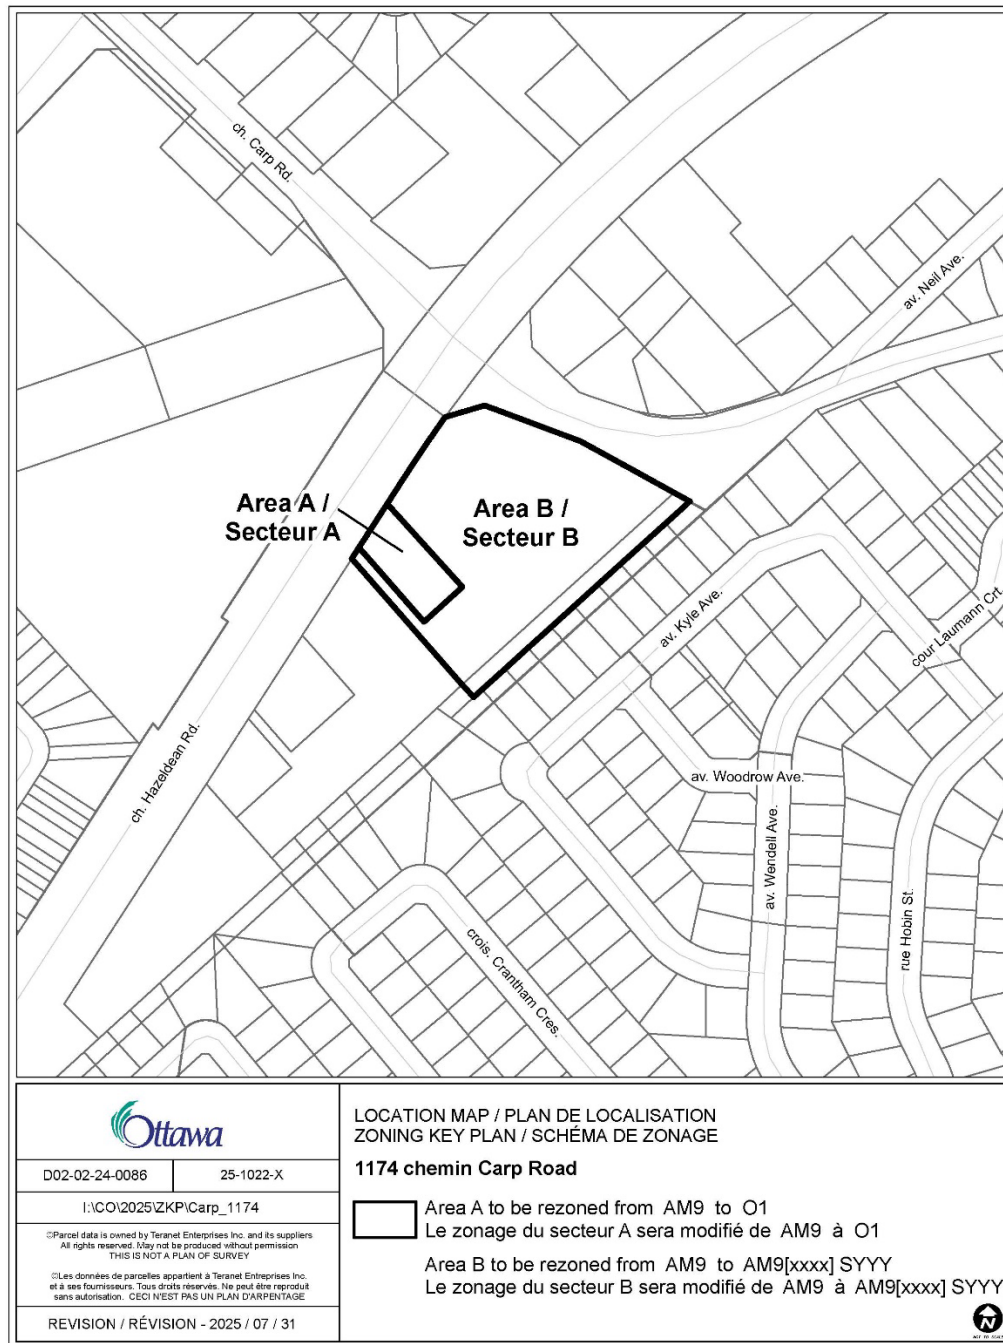 ch. Carp Rd.
av. Neil Ave.
Area A /
Secteur A
Area B /
Secteur B
av. Kyle Ave.
cour Laumann Crt.
ch. Hazeldean Rd.
av. Woodrow Ave.
av. Wendell Ave.
rue Hobin St.
crois. Crantham Cres.
Ottawa
D02-02-24-0086
25-1022-X
I:\CO\2025\ZKP\Carp_1174
©Parcel data is owned by Teranet Enterprises Inc. and its suppliers
All rights reserved. May not be produced without permission
THIS IS NOT A PLAN OF SURVEY
©Les données de parcelles appartient à Teranet Entreprises Inc.
et à ses fournisseurs. Tous droits réservés. Ne peut être reproduit
sans autorisation. CECI N'EST PAS UN PLAN D'ARPENTAGE
REVISION / RÉVISION - 2025 / 07 / 31
LOCATION MAP / PLAN DE LOCALISATION
ZONING KEY PLAN / SCHÉMA DE ZONAGE
1174 chemin Carp Road
Area A to be rezoned from AM9 to O1
Le zonage du secteur A sera modifié de AM9 à O1
Area B to be rezoned from AM9 to AM9[xxxx] SYYY
Le zonage du secteur B sera modifié de AM9 à AM9[xxxx] SYYY
N
NOT TO SCALE